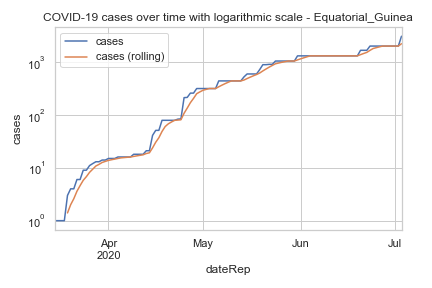 COVID-19 cases over time with logarithmic scale - Equatorial_Guinea
cases
cases (rolling)
10³
10²
10¹
10⁰
cases
Apr
2020
May
Jun
Jul
dateRep